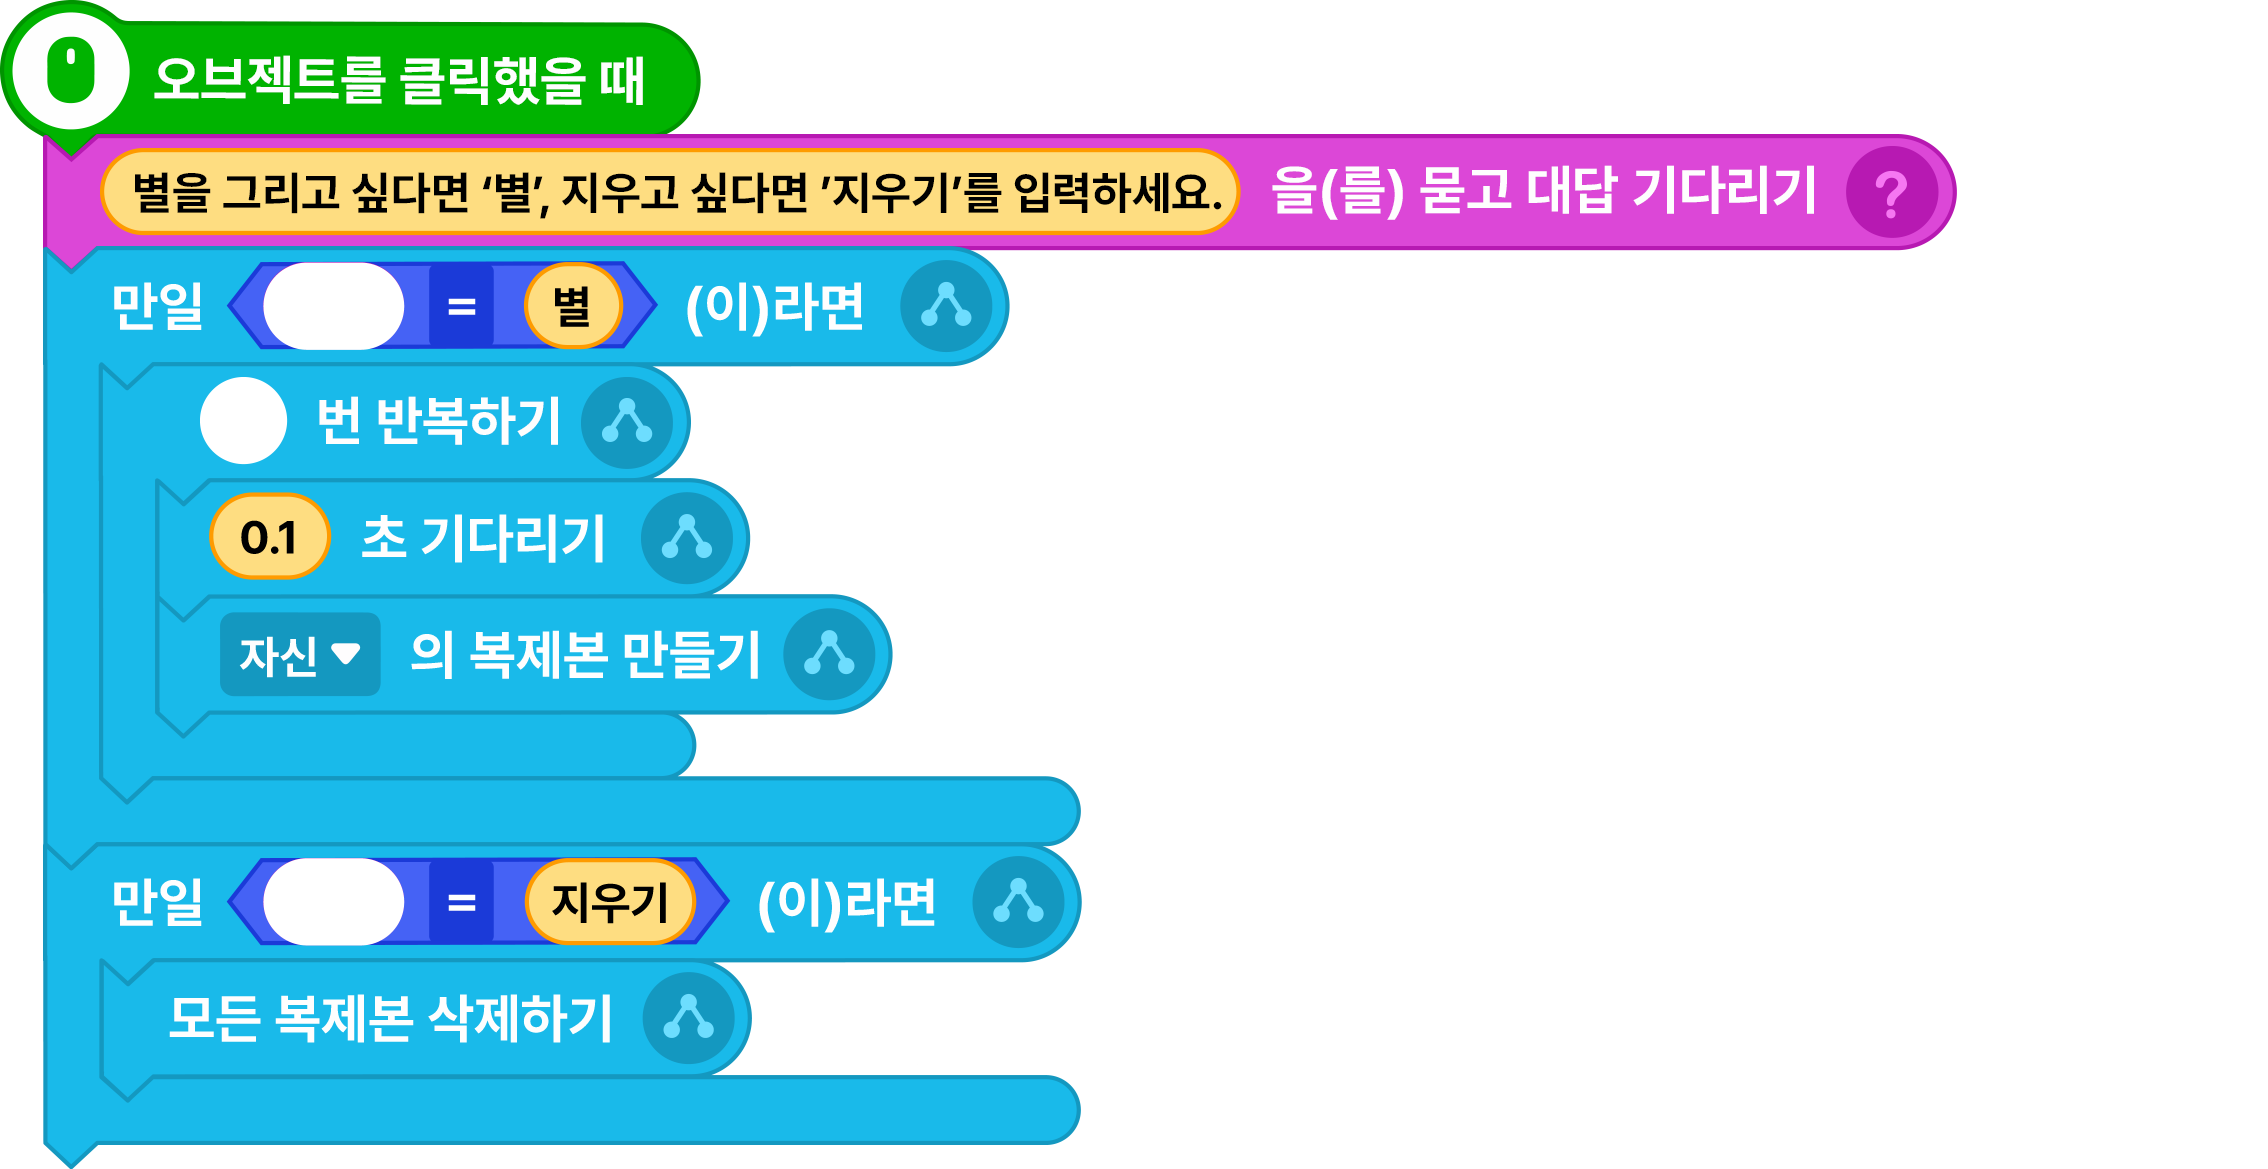 오브젝트를 클릭했을 때
별을 그리고 싶다면 ‘별’, 지우고 싶다면 ’지우기’를 입력하세요. 을(를) 묻고 대답 기다리기 ?
만일 = 별 (이)라면
번 반복하기
0.1 초 기다리기
자신 의 복제본 만들기
만일 = 지우기 (이)라면
모든 복제본 삭제하기